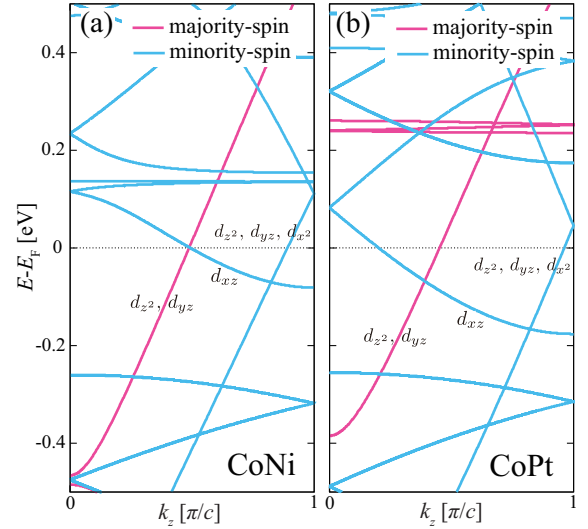 (a)
majority-spin
minority-spin
0.4
0.2
0
-0.2
-0.4
E-E_F [eV]
d_{z^2}, d_{yz}, d_{x^2}
d_{xz}
d_{z^2}, d_{yz}
CoNi
0
1
k_z [π/c]
(b)
majority-spin
minority-spin
d_{z^2}, d_{yz}, d_{x^2}
d_{xz}
d_{z^2}, d_{yz}
CoPt
0
1
k_z [π/c]